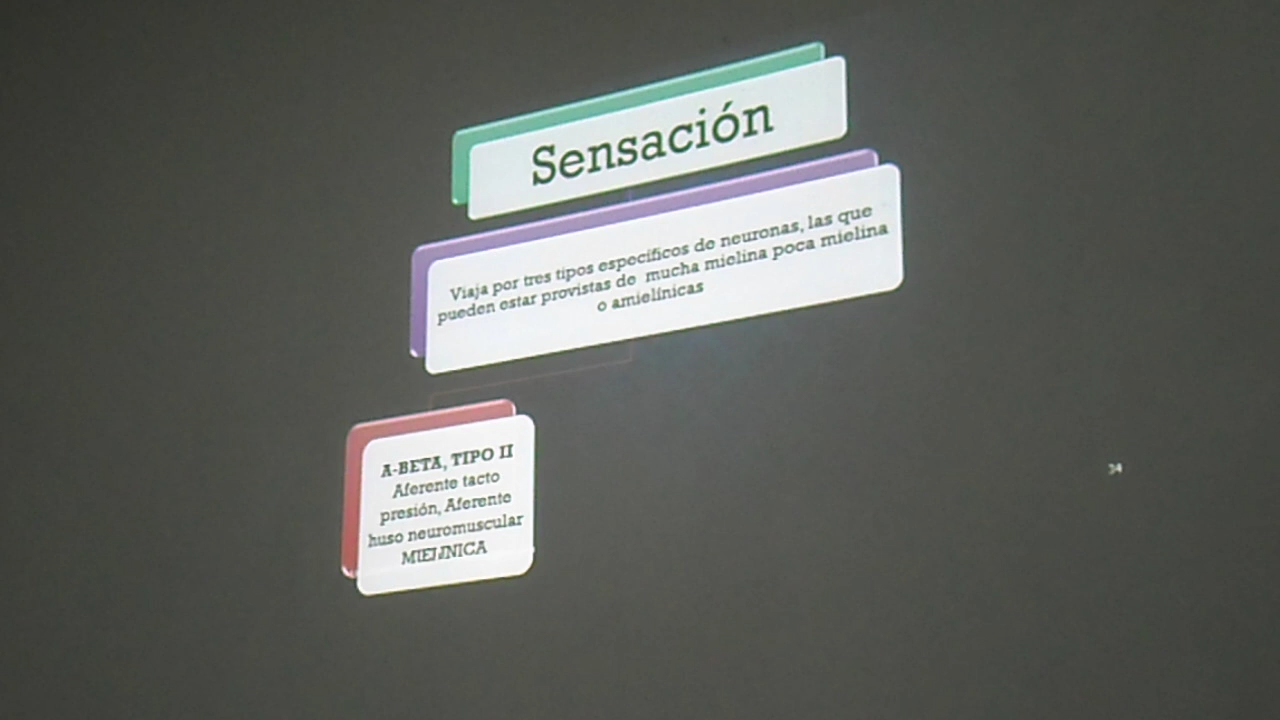 Sensación
Viaja por tres tipos específicos de neuronas, las que
pueden estar provistas de mucha mielina poca mielina
o amielínicas
A-BETA, TIPO II
Aferente tacto
presión, Aferente
huso neuromuscular
MIELINICA
34